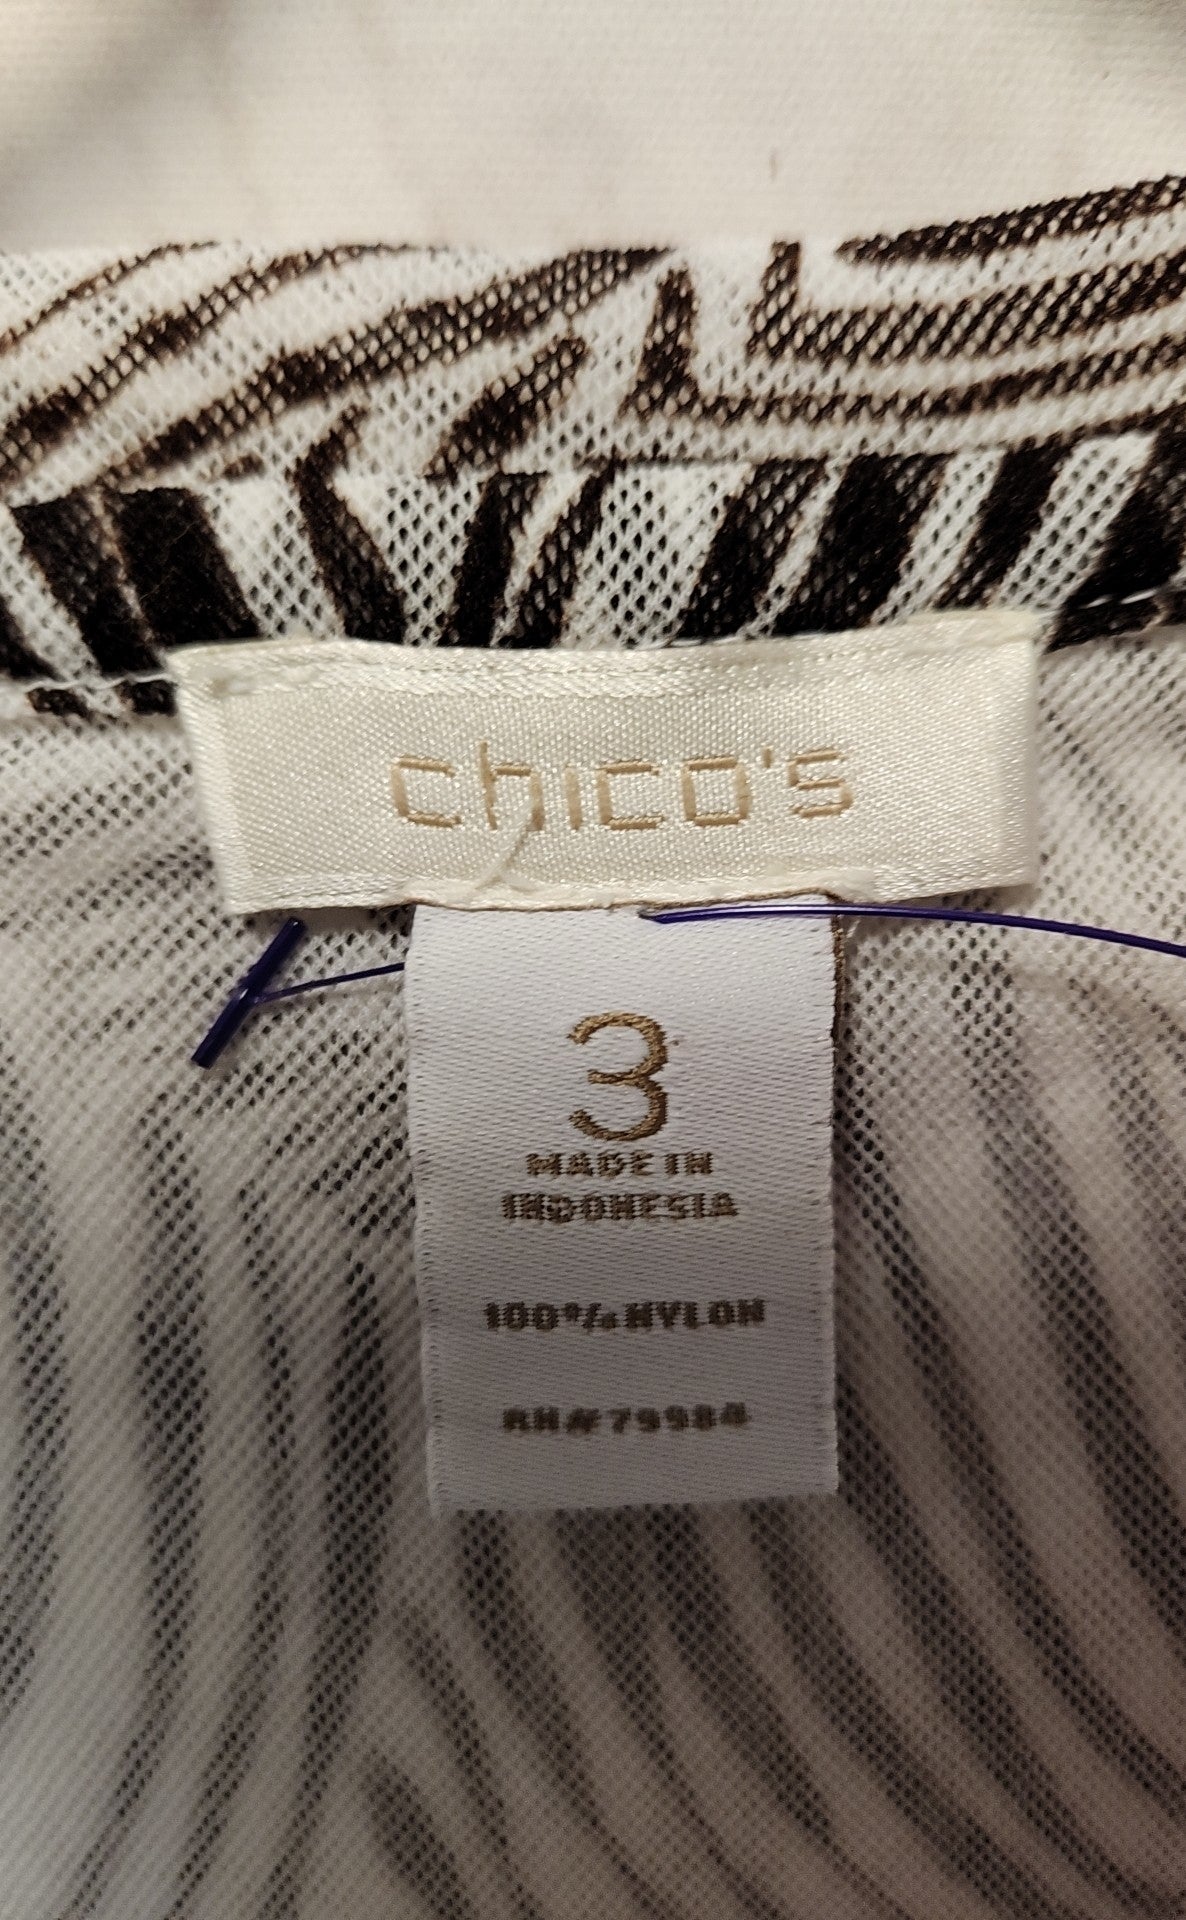 chico's
3
MADE IN
INDONESIA
100% NYLON
RN# 79984